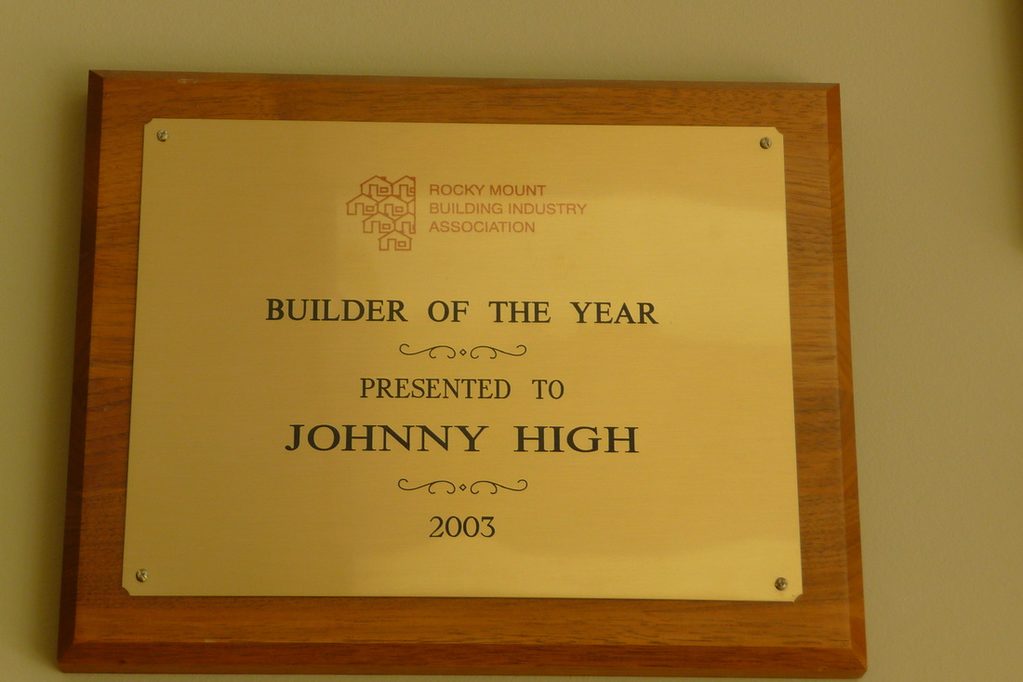 ROCKY MOUNT
BUILDING INDUSTRY
ASSOCIATION
BUILDER OF THE YEAR
PRESENTED TO
JOHNNY HIGH
2003